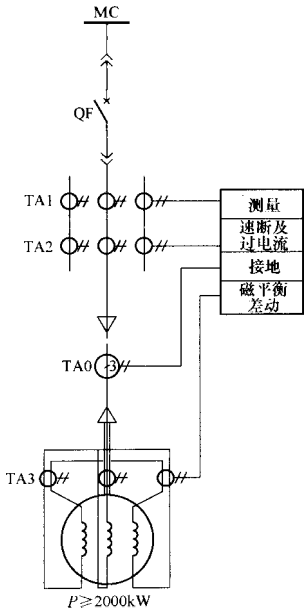 MC
QF
TA1
测量
速断及
过电流
TA2
接地
磁平衡
差动
TA0
3
TA3
P≥2000kW